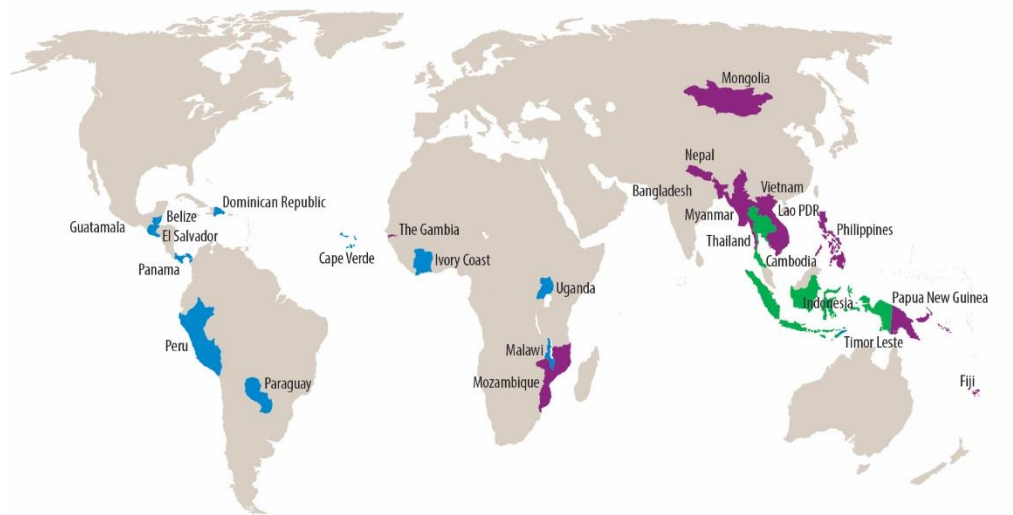 Mongolia
Nepal
Bangladesh
Vietnam
Myanmar
Lao PDR
Philippines
Thailand
Cambodia
Indonesia
Papua New Guinea
Timor Leste
Fiji
Dominican Republic
Belize
Guatamala
El Salvador
Panama
The Gambia
Cape Verde
Ivory Coast
Uganda
Peru
Malawi
Paraguay
Mozambique